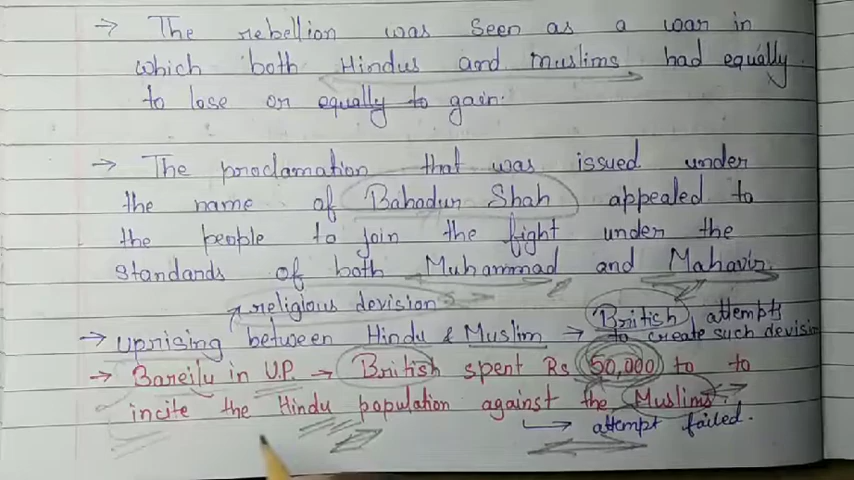 → The rebellion was seen as a war in
which both Hindus and muslims had equally
to lose or equally to gain.
→ The proclamation that was issued under
the name of Bahadur Shah appealed to
the people to join the fight under the
standards of both Muhammad and Mahavir.
→ religious devision
→ uprising between Hindu & Muslim → British attempts
to create such devision
→ Bareilly in U.P. → British spent Rs 50,000 to to
incite the Hindu population against the Muslims.
→ attempt failed.